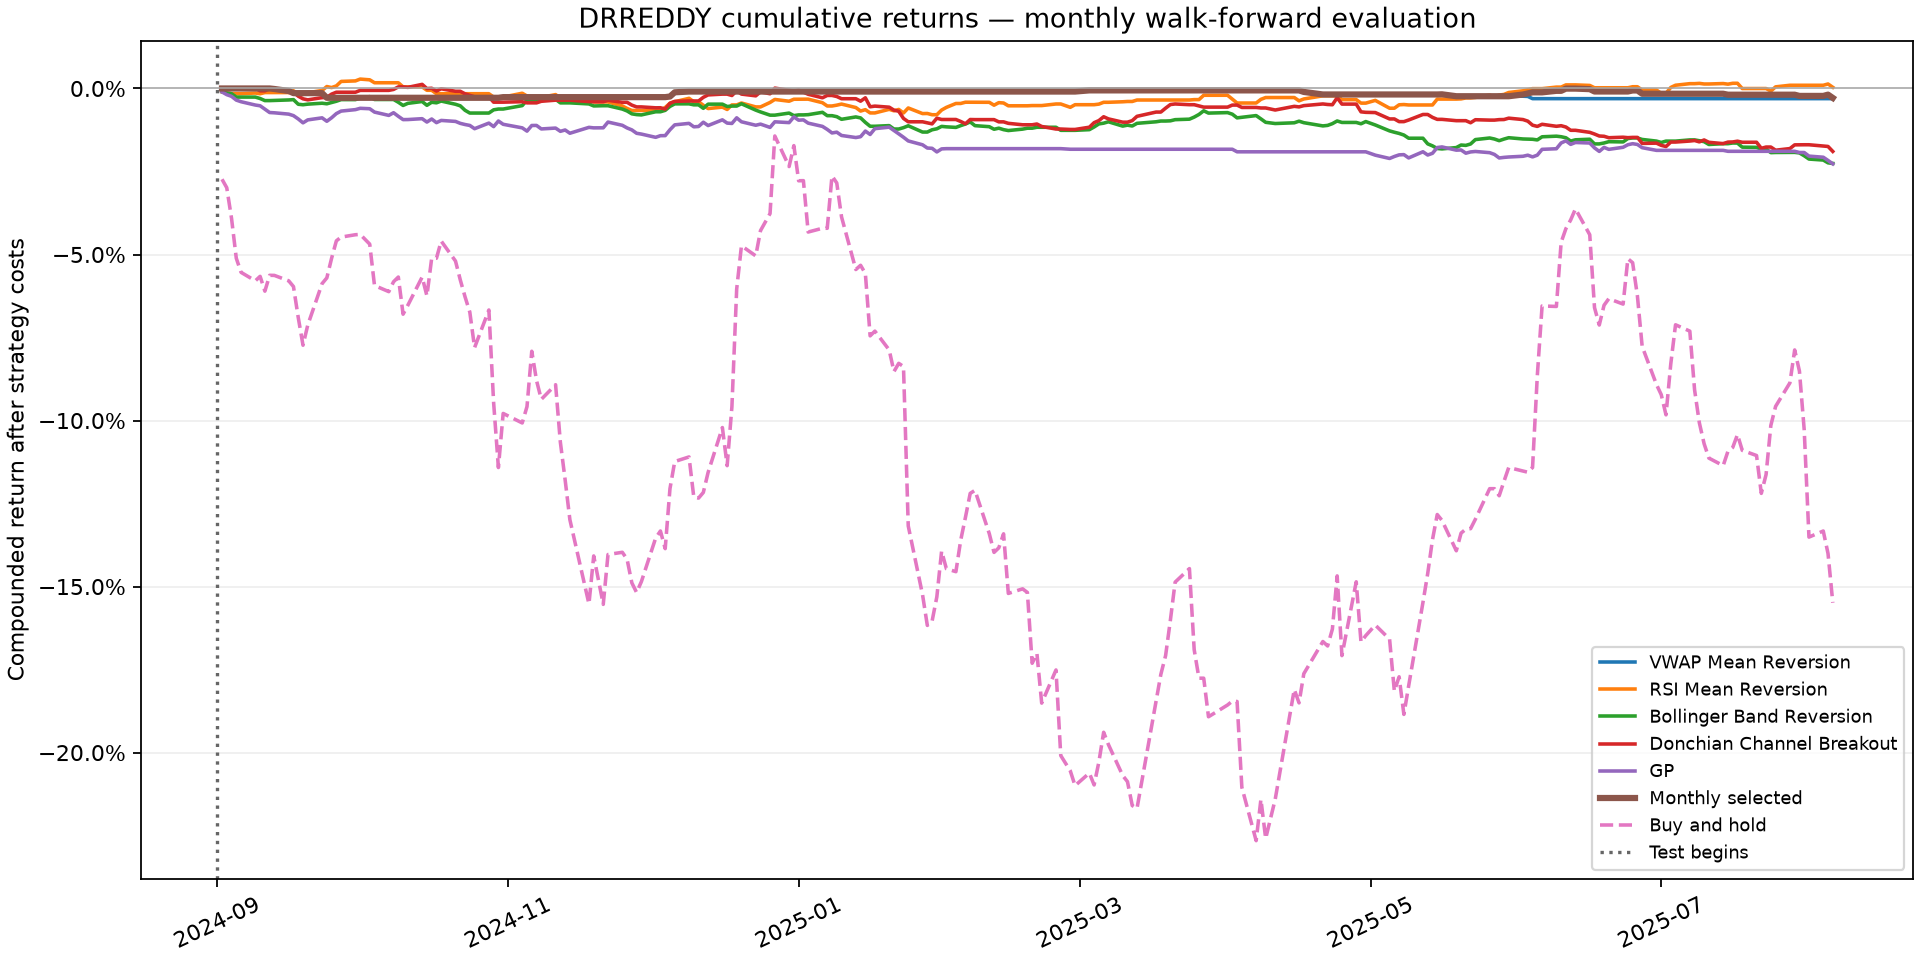 DRREDDY cumulative returns — monthly walk-forward evaluation
Compounded return after strategy costs
0.0%
−5.0%
−10.0%
−15.0%
−20.0%
2024-09
2024-11
2025-01
2025-03
2025-05
2025-07
VWAP Mean Reversion
RSI Mean Reversion
Bollinger Band Reversion
Donchian Channel Breakout
GP
Monthly selected
Buy and hold
Test begins